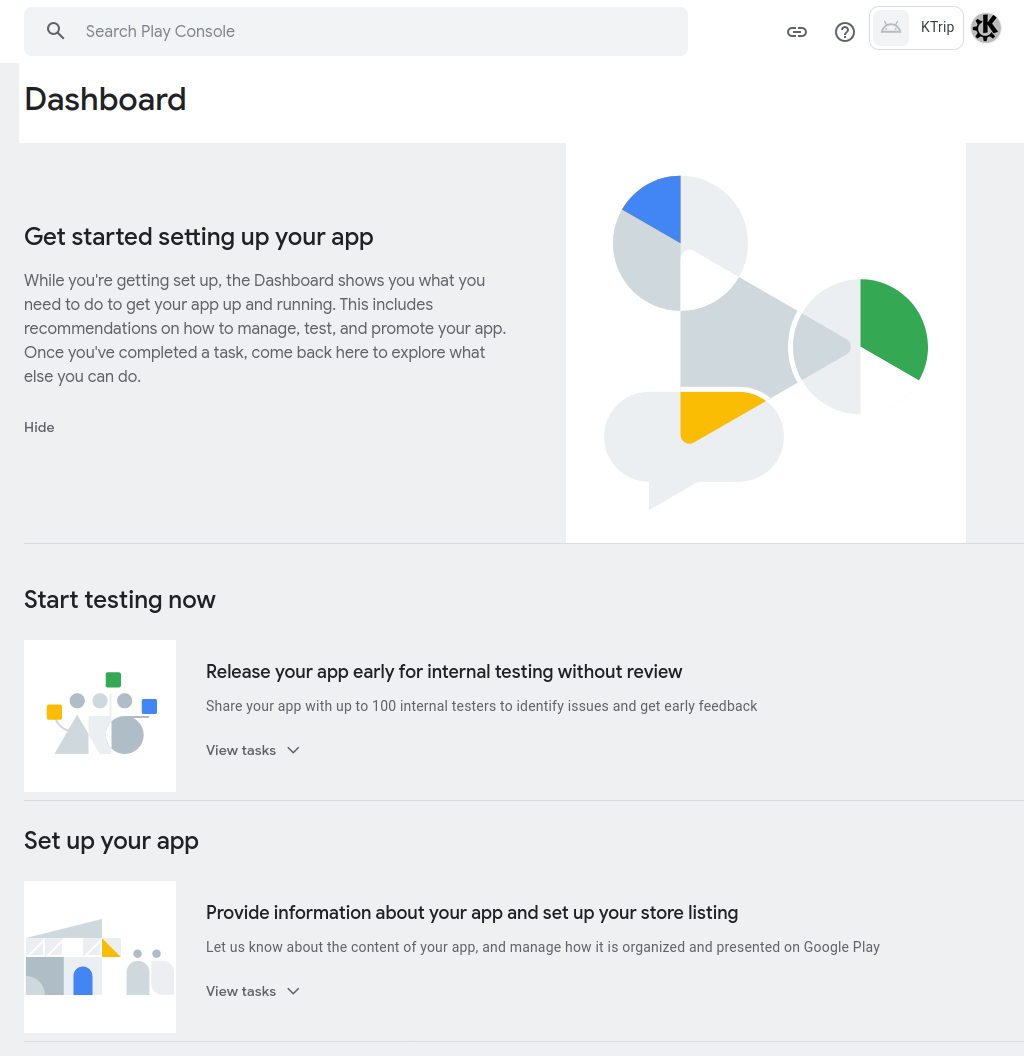 Search Play Console
KTrip
Dashboard
Get started setting up your app
While you're getting set up, the Dashboard shows you what you
need to do to get your app up and running. This includes
recommendations on how to manage, test, and promote your app.
Once you've completed a task, come back here to explore what
else you can do.
Hide
Start testing now
Release your app early for internal testing without review
Share your app with up to 100 internal testers to identify issues and get early feedback
View tasks
Set up your app
Provide information about your app and set up your store listing
Let us know about the content of your app, and manage how it is organized and presented on Google Play
View tasks